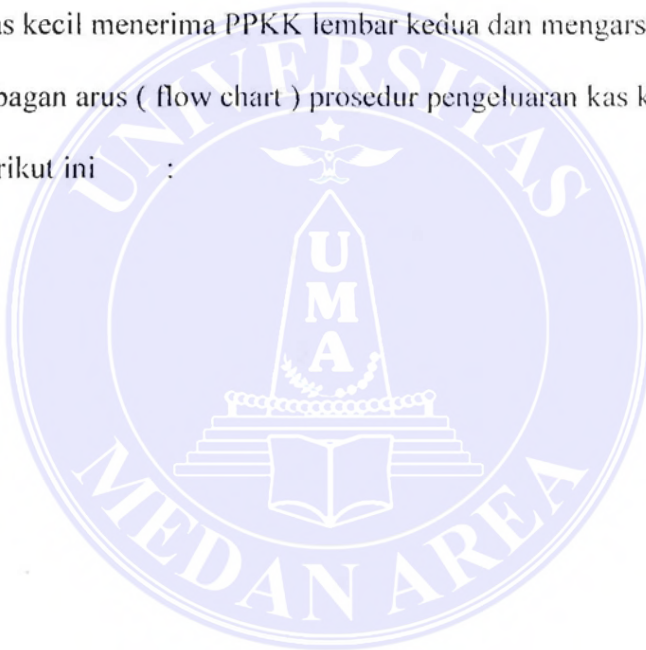 as kecil menerima PPKK lembar kedua dan mengars
bagan arus ( flow chart ) prosedur pengeluaran kas k
rikut ini :
UNIVERSITAS
UMA
MEDAN AREA